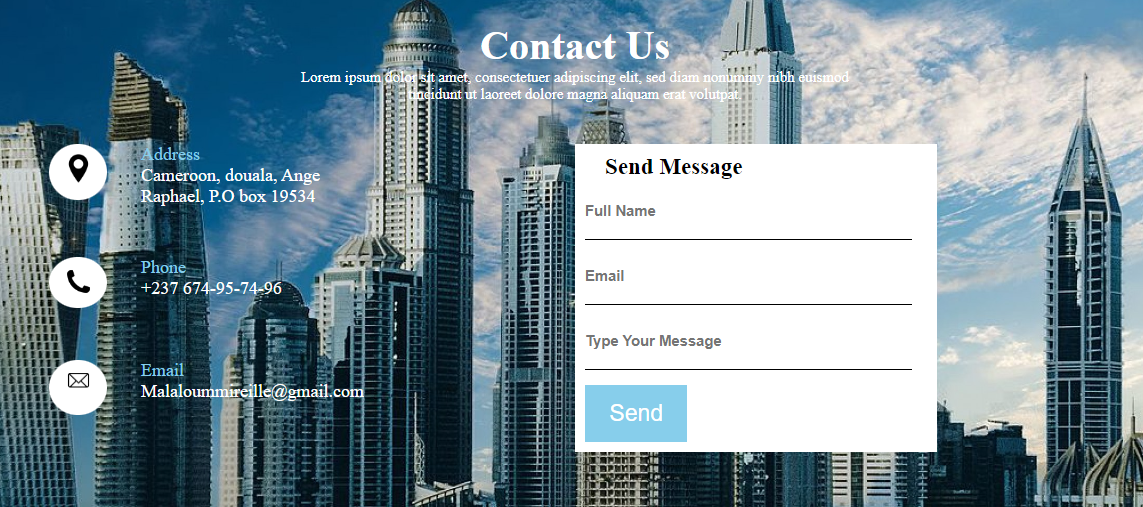 Contact Us
Lorem ipsum dolor sit amet, consectetuer adipiscing elit, sed diam nonummy nibh euismod
tincidunt ut laoreet dolore magna aliquam erat volutpat.
Address
Cameroon, douala, Ange
Raphael, P.O box 19534
Phone
+237 674-95-74-96
Email
Malaloummireille@gmail.com
Send Message
Full Name
Email
Type Your Message
Send